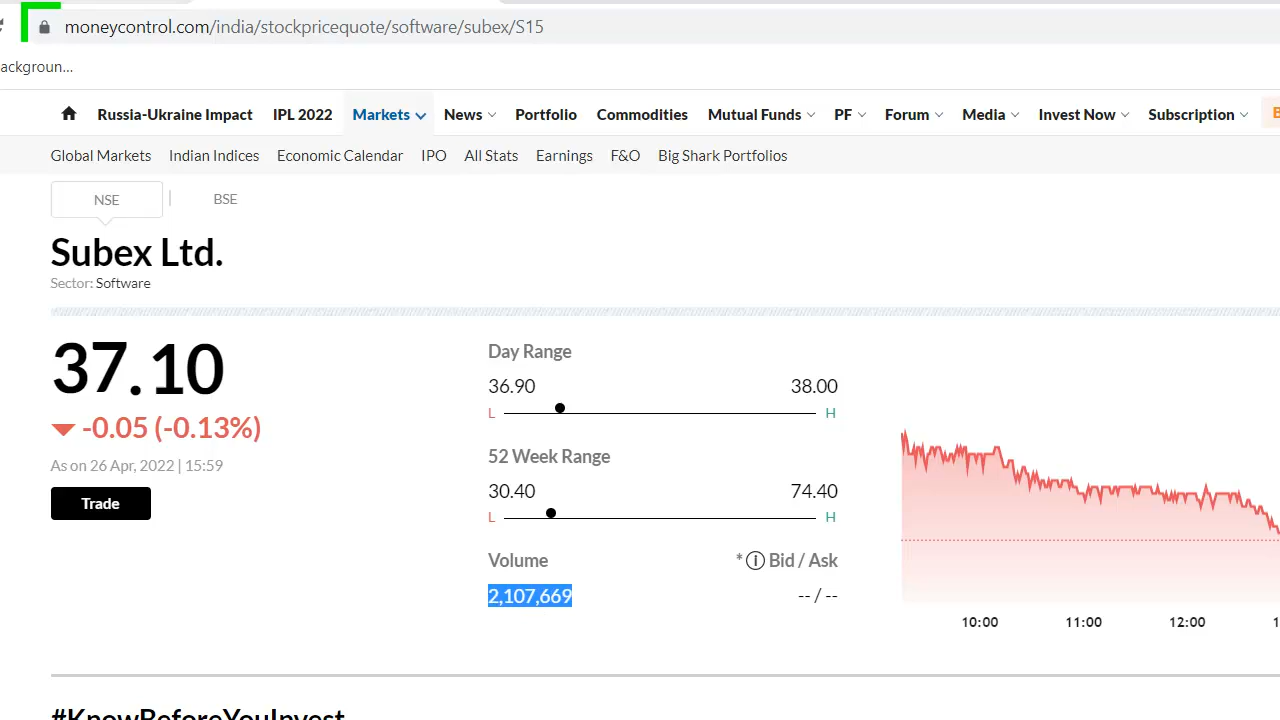 moneycontrol.com/india/stockpricequote/software/subex/S15
ackgroun...
Russia-Ukraine Impact IPL 2022 Markets News Portfolio Commodities Mutual Funds PF Forum Media Invest Now Subscription
Global Markets Indian Indices Economic Calendar IPO All Stats Earnings F&O Big Shark Portfolios
NSE | BSE
Subex Ltd.
Sector: Software
37.10
-0.05 (-0.13%)
As on 26 Apr, 2022 | 15:59
Trade
Day Range
36.90 38.00
L H
52 Week Range
30.40 74.40
L H
Volume * i Bid / Ask
2,107,669 -- / --
10:00 11:00 12:00
#KnowBeforeYouInvest